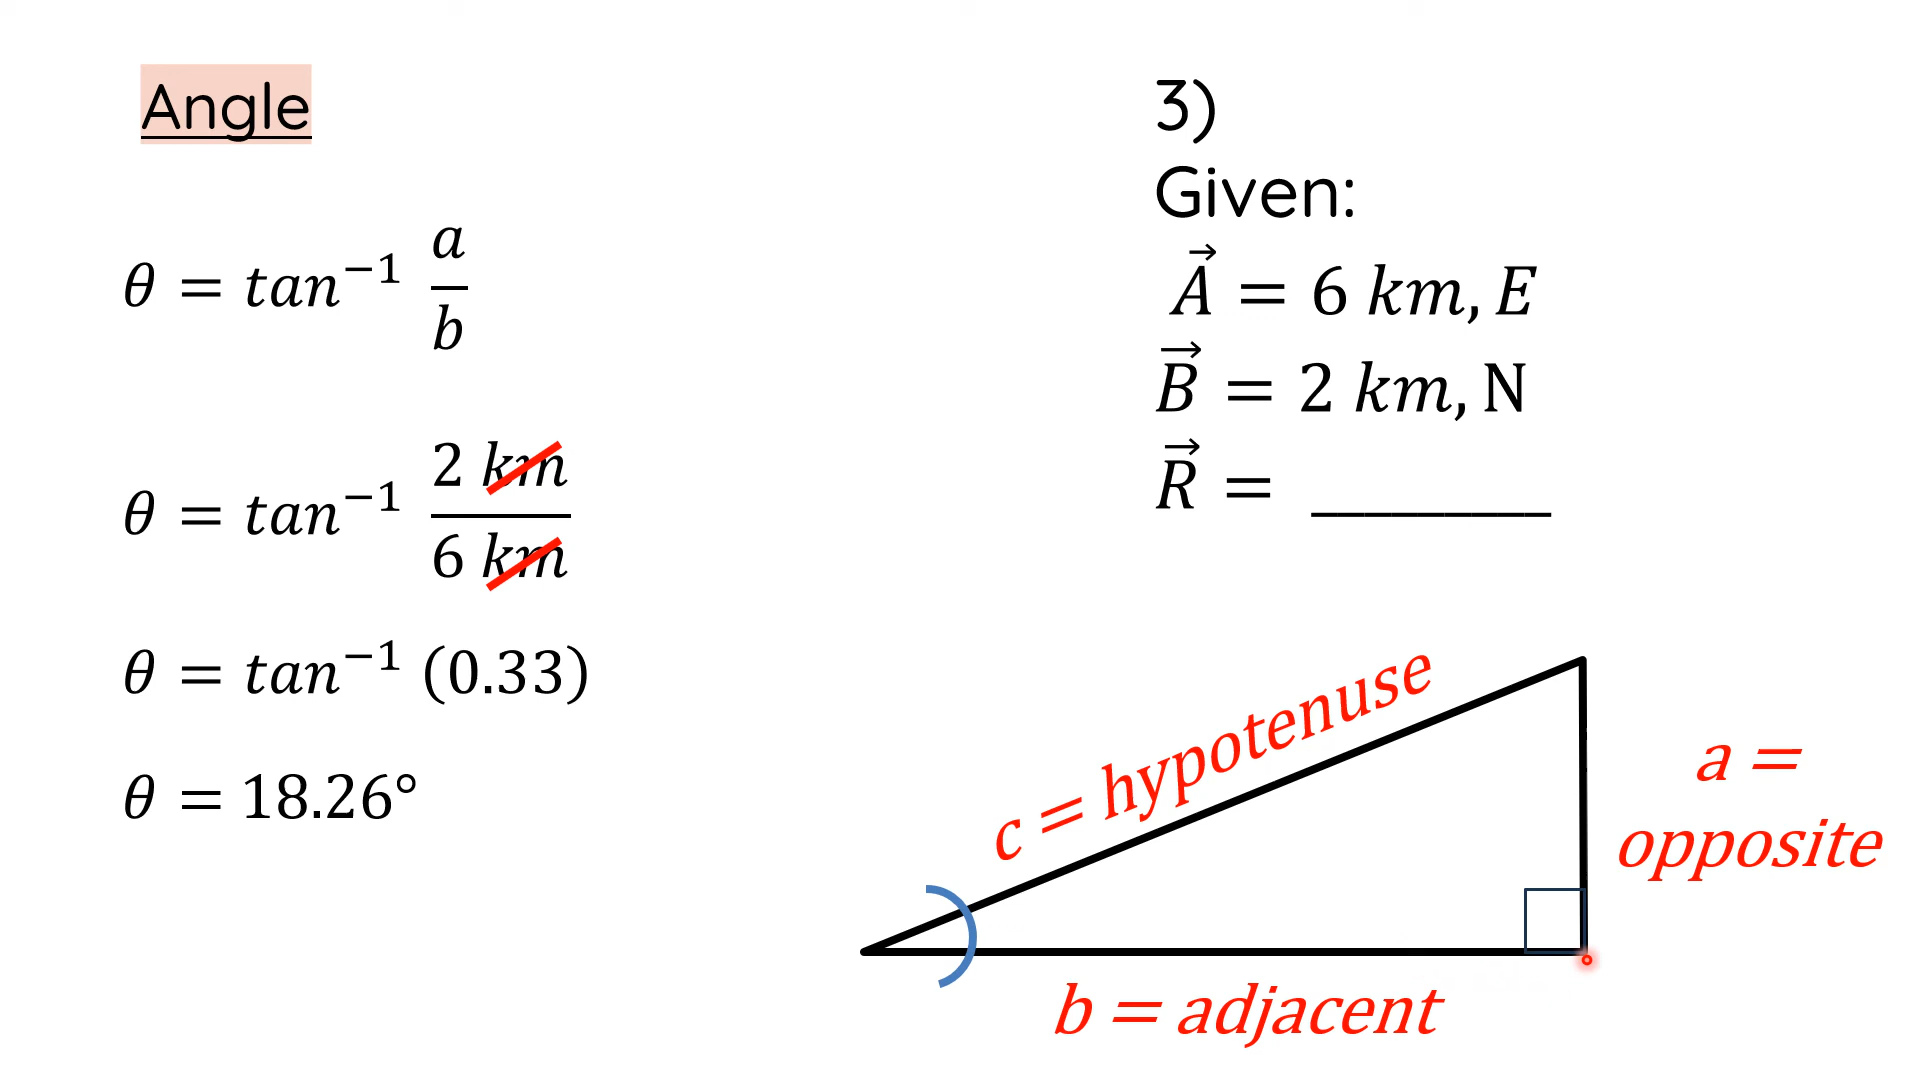 Angle
θ = tan⁻¹ a/b
θ = tan⁻¹ 2 km/6 km
θ = tan⁻¹ (0.33)
θ = 18.26°
3)
Given:
A⃗ = 6 km, E
B⃗ = 2 km, N
R⃗ = _________
c = hypotenuse
a =
opposite
b = adjacent